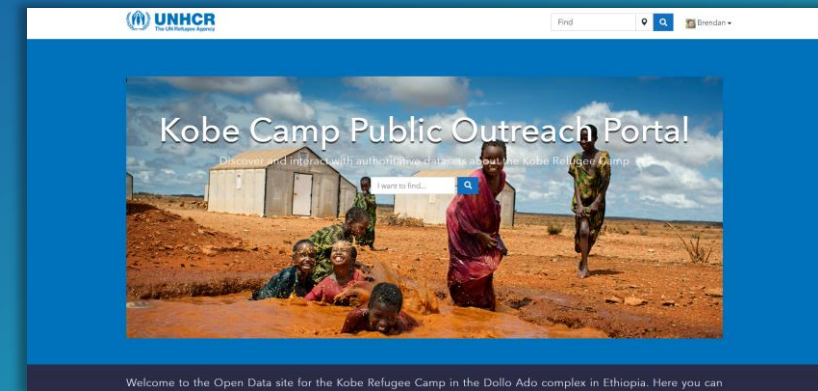 UNHCR
The UN Refugee Agency
Find
Brendan
Kobe Camp Public Outreach Portal
Discover and interact with authoritative datasets about the Kobe Refugee Camp
I want to find...
Welcome to the Open Data site for the Kobe Refugee Camp in the Dollo Ado complex in Ethiopia. Here you can